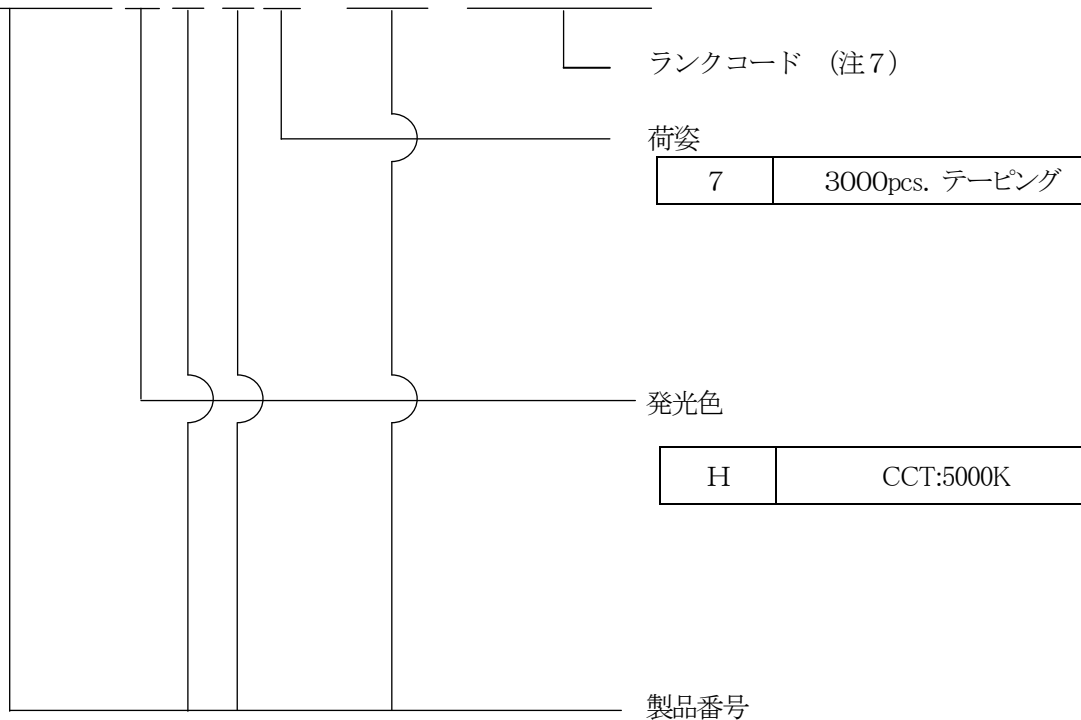 ランクコード （注７）
荷姿
7 3000pcs. テーピング
発光色
H CCT:5000K
製品番号